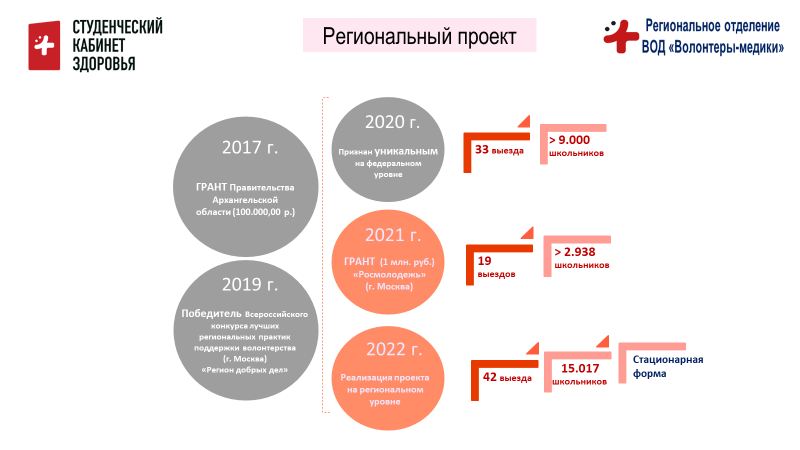 СТУДЕНЧЕСКИЙ
КАБИНЕТ
ЗДОРОВЬЯ
Региональный проект
Региональное отделение
ВОД «Волонтеры-медики»
2017 г.
ГРАНТ Правительства
Архангельской
области (100.000,00 р.)
2019 г.
Победитель Всероссийского
конкурса лучших
региональных практик
поддержки волонтерства
(г. Москва)
«Регион добрых дел»
2020 г.
Признан уникальным
на федеральном
уровне
33 выезда
> 9.000
школьников
2021 г.
ГРАНТ (1 млн. руб.)
«Росмолодежь»
(г. Москва)
19
выездов
> 2.938
школьников
2022 г.
Реализация проекта
на региональном
уровне
42 выезда
15.017
школьников
Стационарная
форма